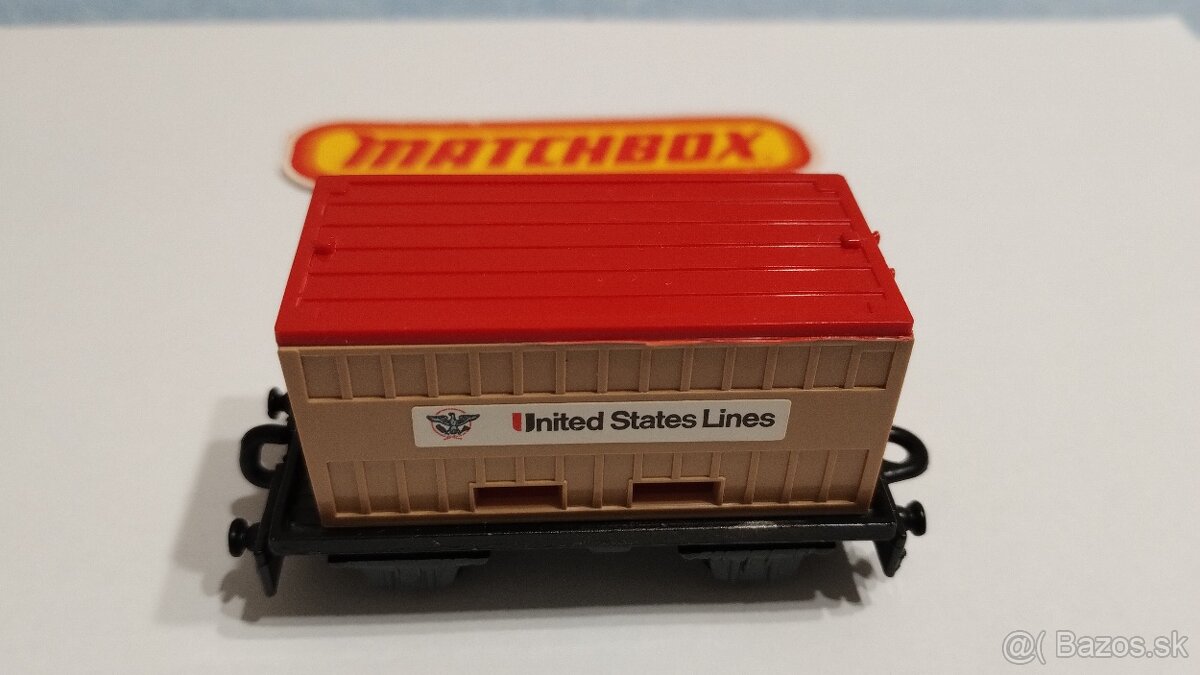 MATCHBOX
United States Lines
@( Bazos.sk